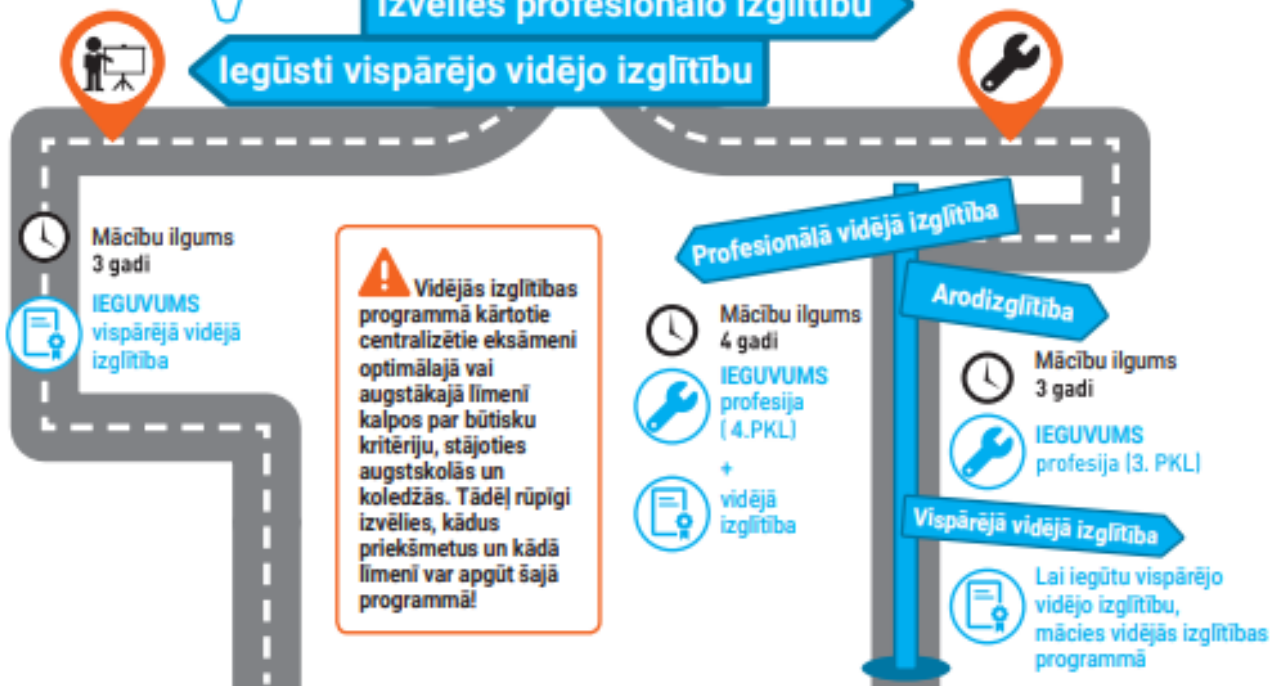 Izvēlies profesionālo izglītību
Iegūsti vispārējo vidējo izglītību
Mācību ilgums
3 gadi
IEGUVUMS
vispārējā vidējā
izglītība
Vidējās izglītības
programmā kārtotie
centralizētie eksāmeni
optimālajā vai
augstākajā līmenī
kalpos par būtisku
kritēriju, stājoties
augstskolās un
koledžās. Tādēļ rūpīgi
izvēlies, kādus
priekšmetus un kādā
līmenī var apgūt šajā
programmā!
Profesionālā vidējā izglītība
Mācību ilgums
4 gadi
IEGUVUMS
profesija
( 4.PKL)
+
vidējā
izglītība
Arodizglītība
Mācību ilgums
3 gadi
IEGUVUMS
profesija (3. PKL)
Vispārējā vidējā izglītība
Lai iegūtu vispārējo
vidējo izglītību,
mācies vidējās izglītības
programmā